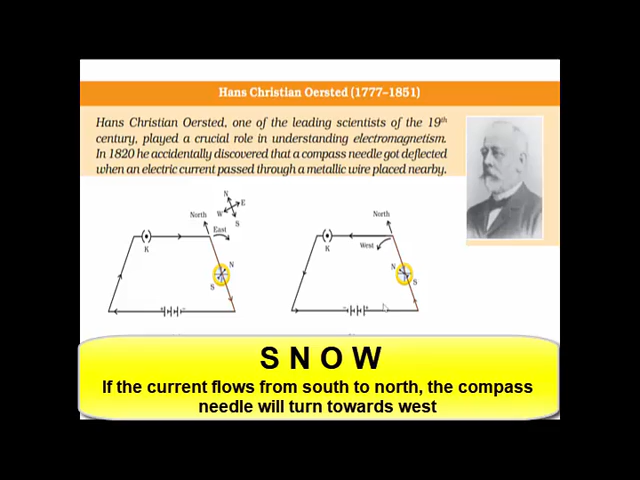 Hans Christian Oersted (1777–1851)
Hans Christian Oersted, one of the leading scientists of the 19th
century, played a crucial role in understanding electromagnetism.
In 1820 he accidentally discovered that a compass needle got deflected
when an electric current passed through a metallic wire placed nearby.
N
E
W
S
North
East
K
N
S
+ -
North
West
K
N
S
- +
S N O W
If the current flows from south to north, the compass
needle will turn towards west